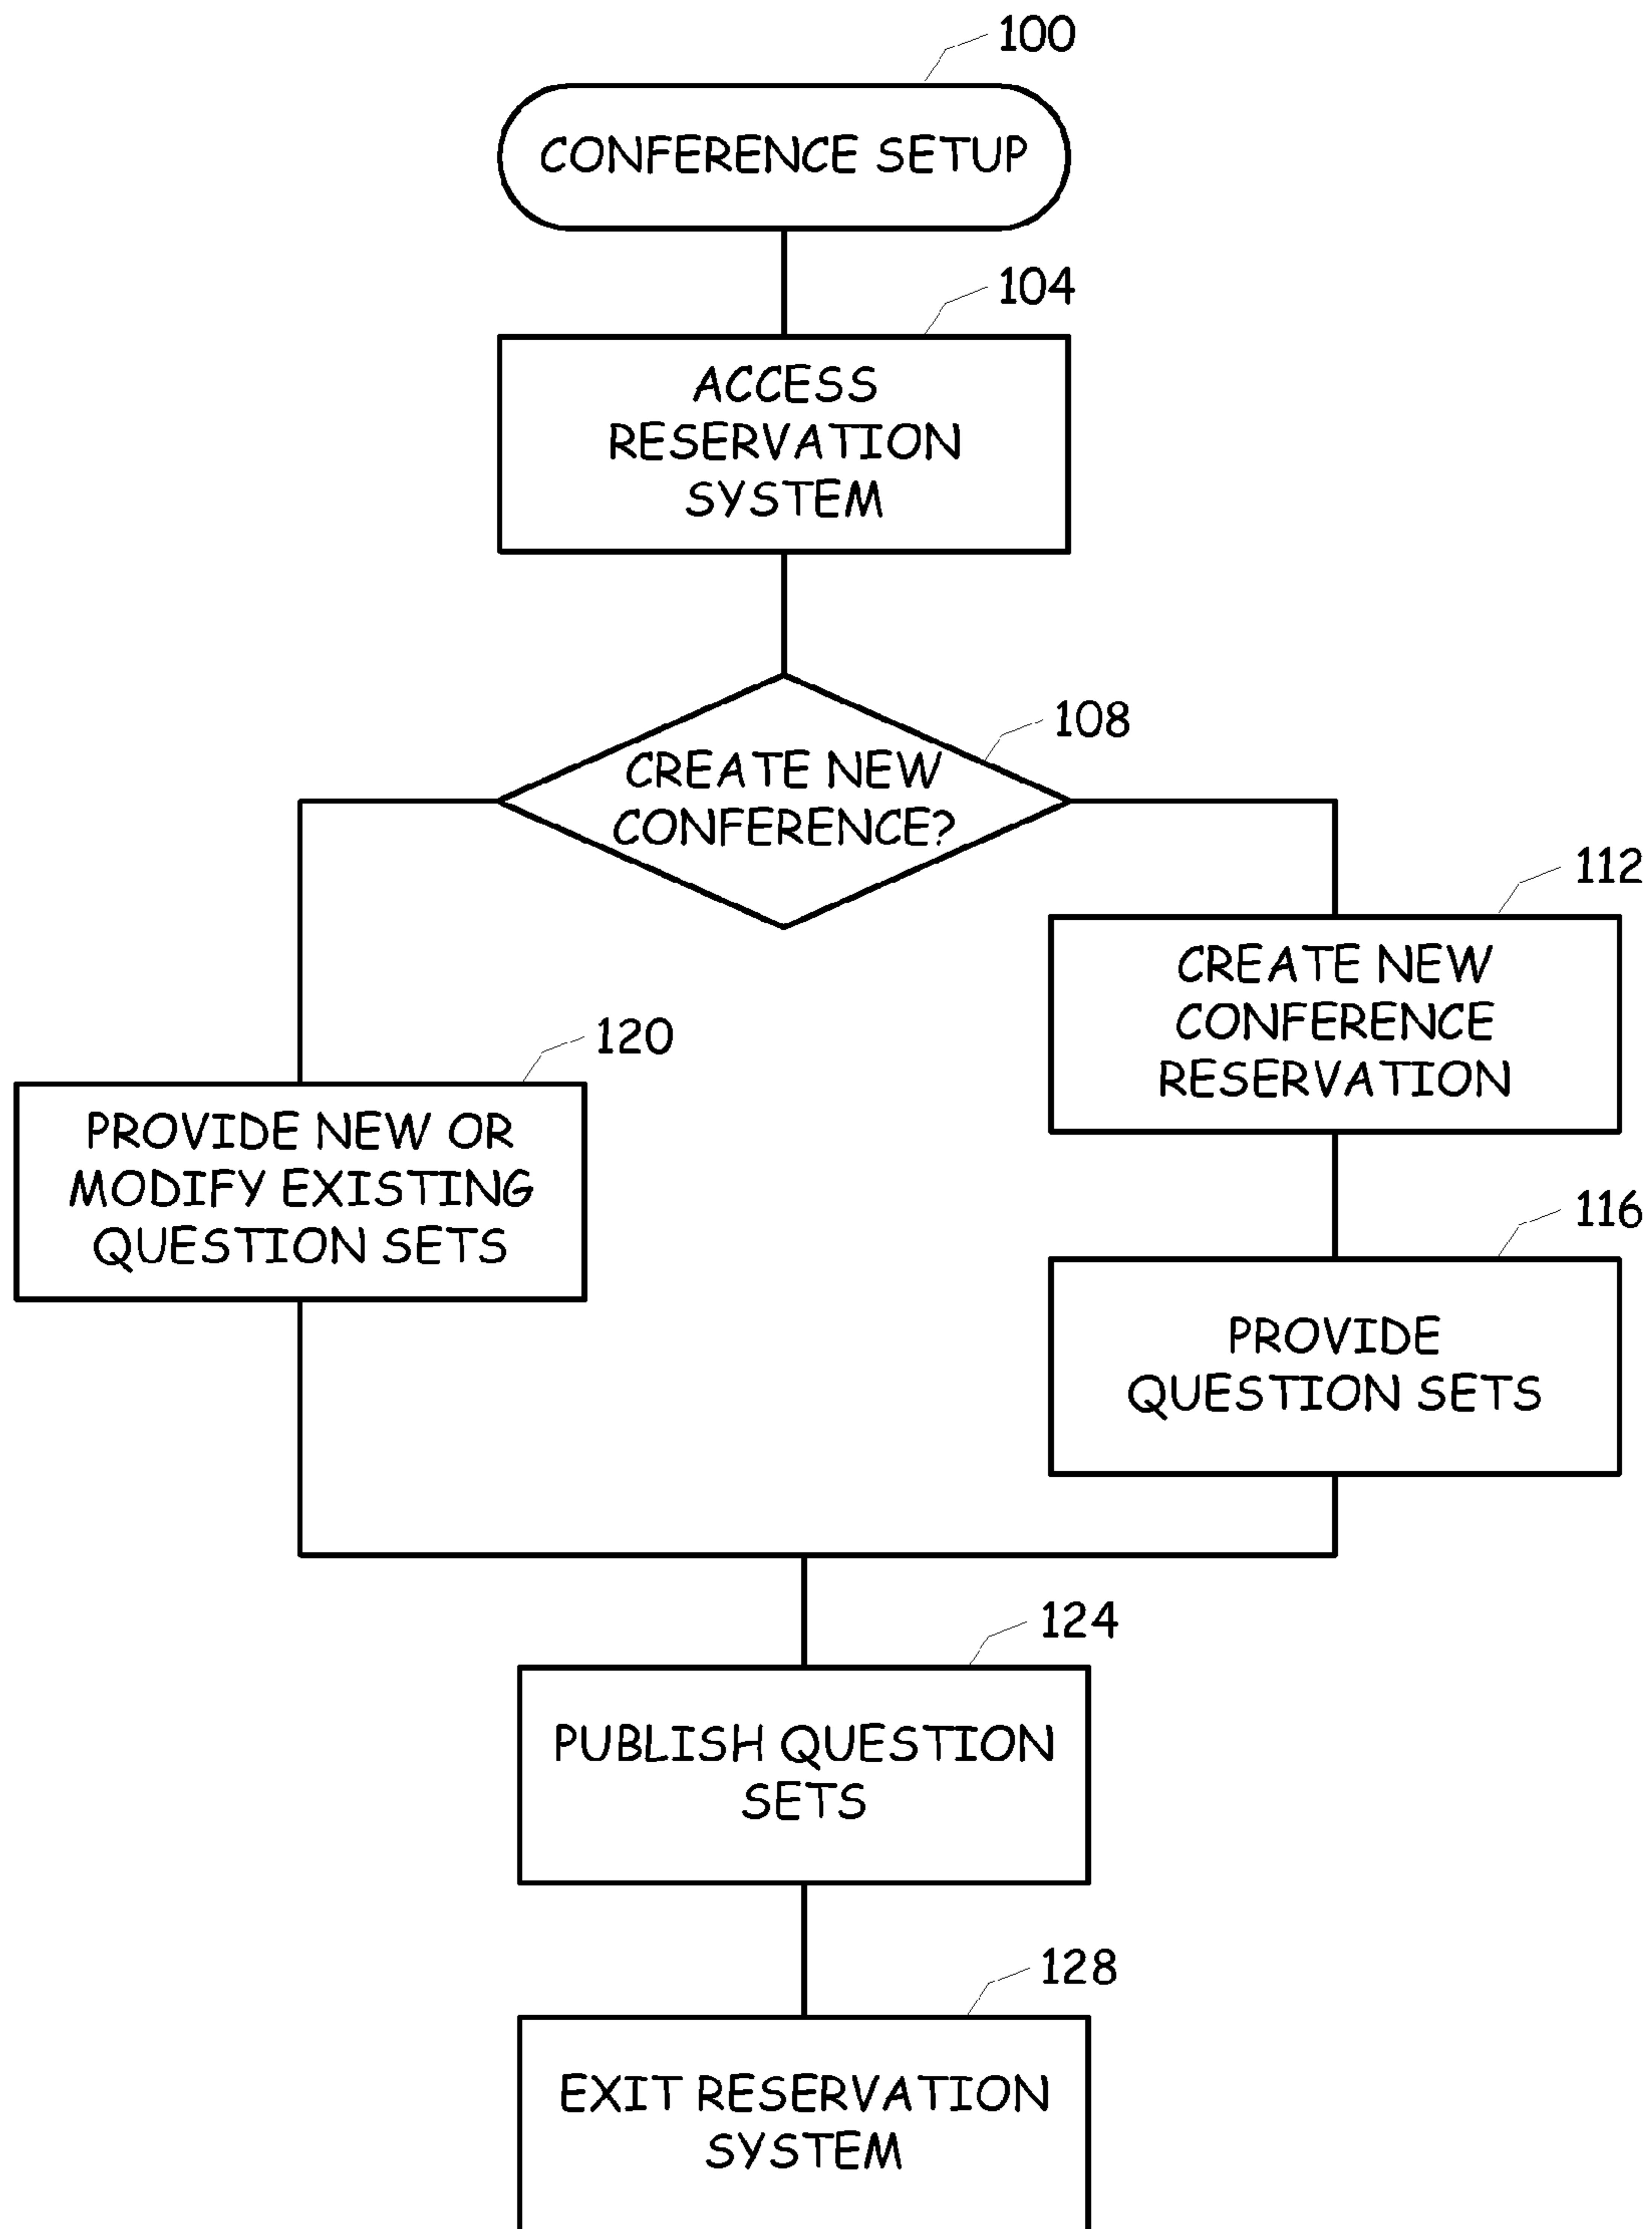 100
CONFERENCE SETUP
104
ACCESS
RESERVATION
SYSTEM
108
CREATE NEW
CONFERENCE?
112
CREATE NEW
CONFERENCE
RESERVATION
120
PROVIDE NEW OR
MODIFY EXISTING
QUESTION SETS
116
PROVIDE
QUESTION SETS
124
PUBLISH QUESTION
SETS
128
EXIT RESERVATION
SYSTEM